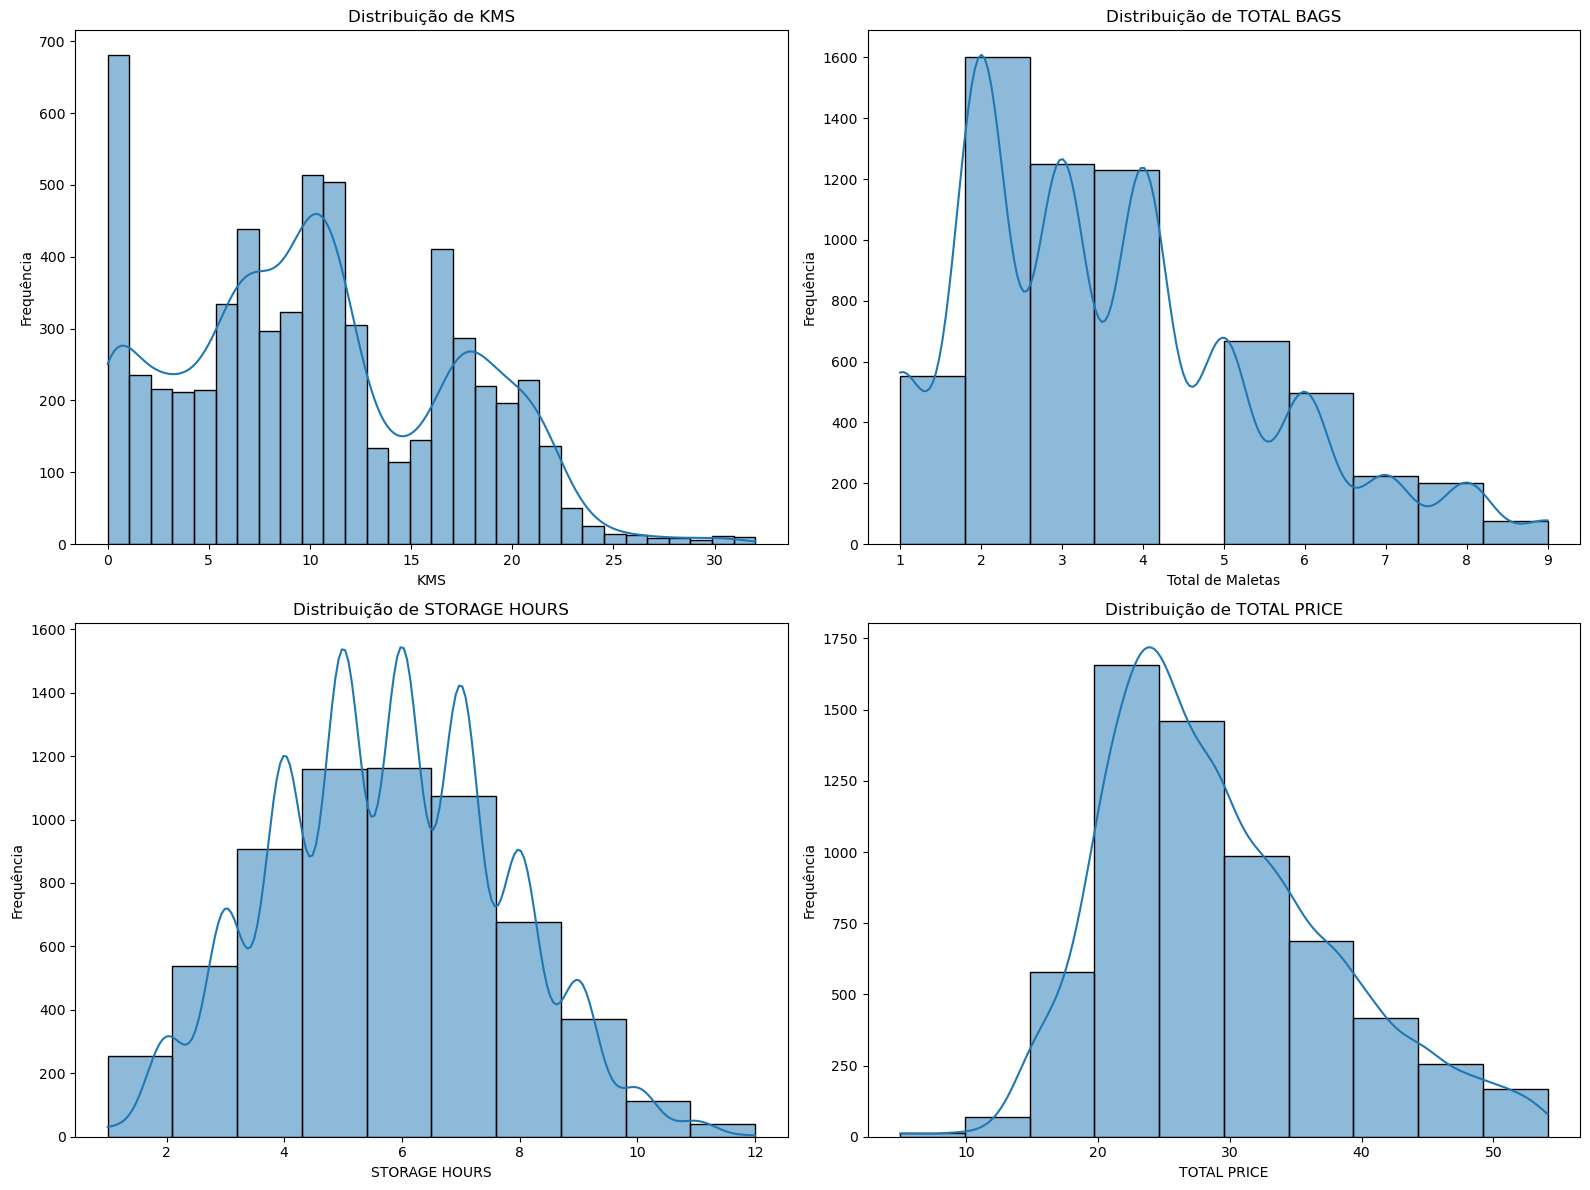 Distribuição de KMS
700
600
500
400
300
200
100
0
Frequência
0 5 10 15 20 25 30
KMS
Distribuição de TOTAL BAGS
1600
1400
1200
1000
800
600
400
200
0
Frequência
1 2 3 4 5 6 7 8 9
Total de Maletas
Distribuição de STORAGE HOURS
1600
1400
1200
1000
800
600
400
200
0
Frequência
2 4 6 8 10 12
STORAGE HOURS
Distribuição de TOTAL PRICE
1750
1500
1250
1000
750
500
250
0
Frequência
10 20 30 40 50
TOTAL PRICE